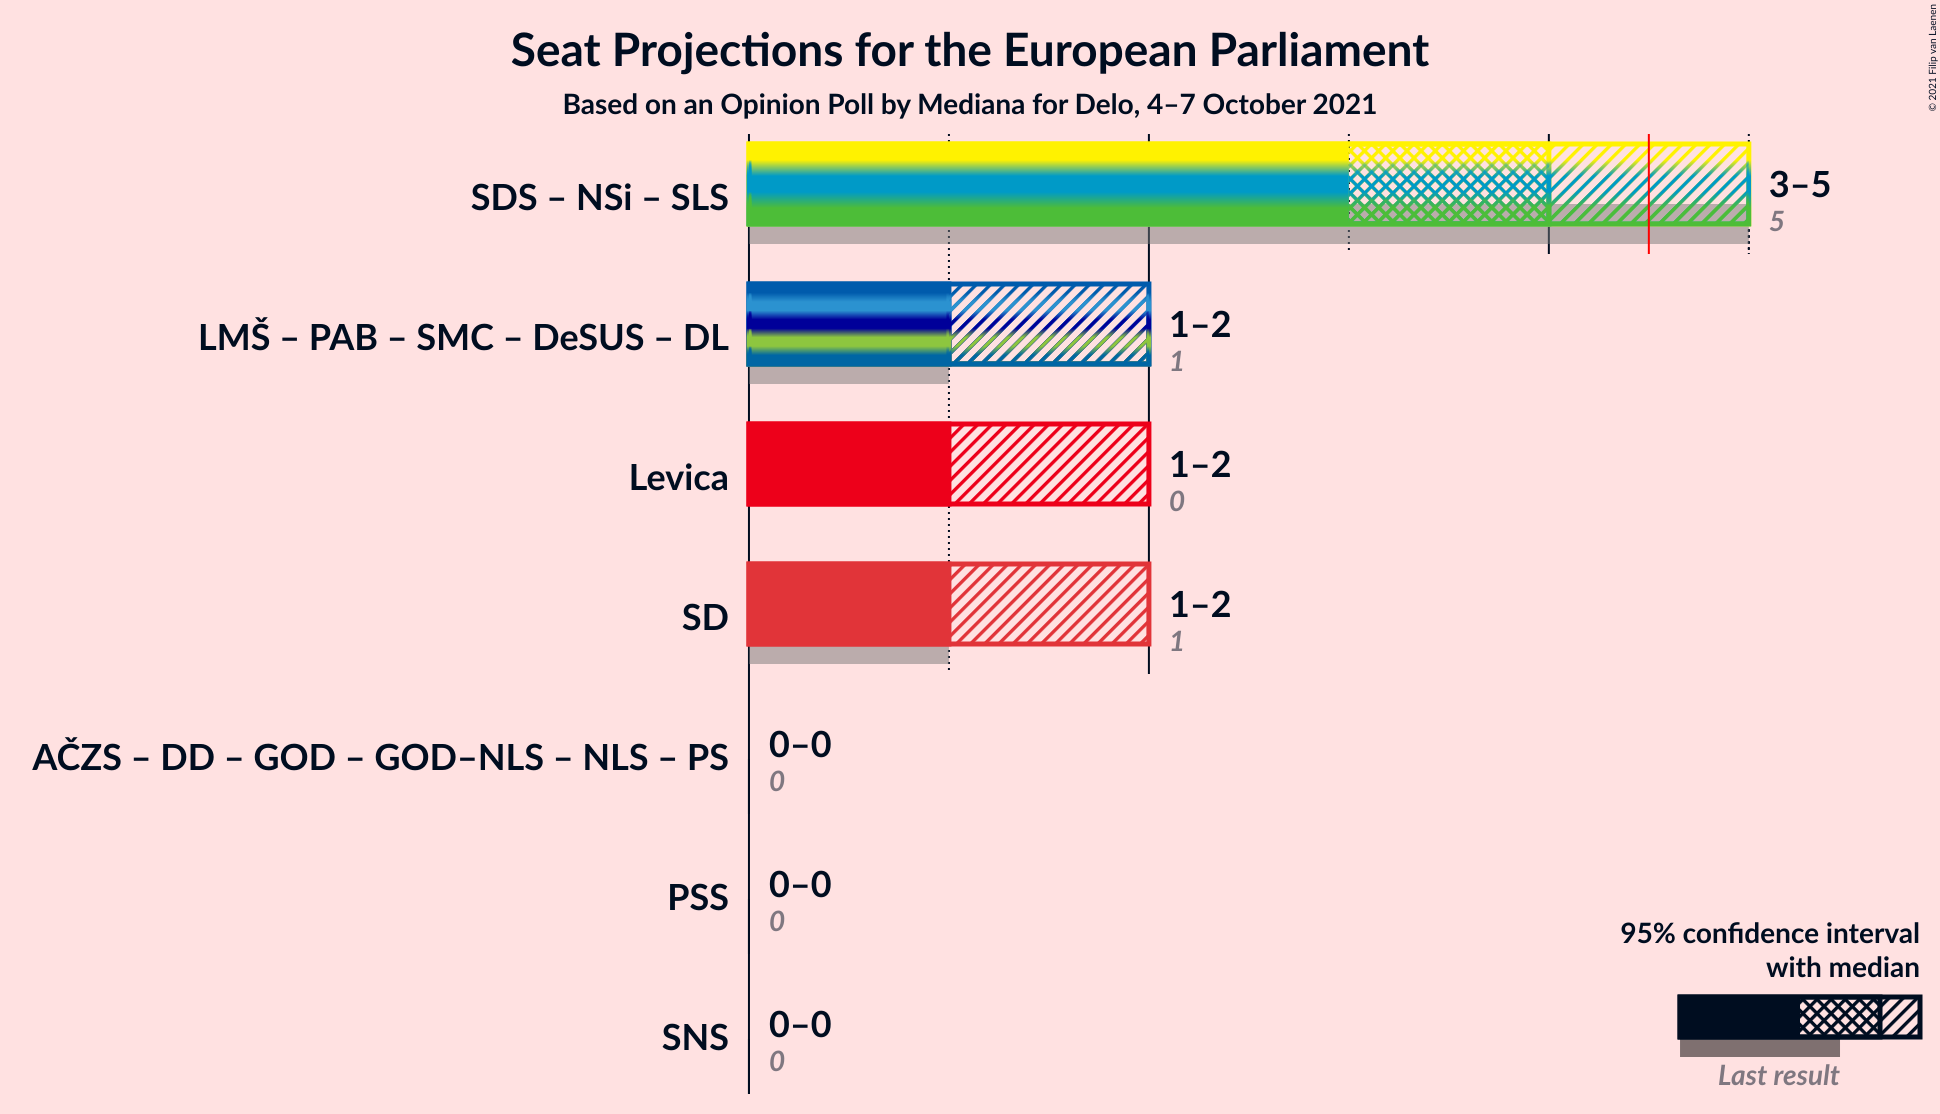 Seat Projections for the European Parliament
Based on an Opinion Poll by Mediana for Delo, 4–7 October 2021
© 2021 Filip van Laenen
SDS – NSi – SLS
3–5
5
LMŠ – PAB – SMC – DeSUS – DL
1–2
1
Levica
1–2
0
SD
1–2
1
AČZS – DD – GOD – GOD–NLS – NLS – PS
0–0
0
PSS
0–0
0
SNS
0–0
0
95% confidence interval
with median
Last result